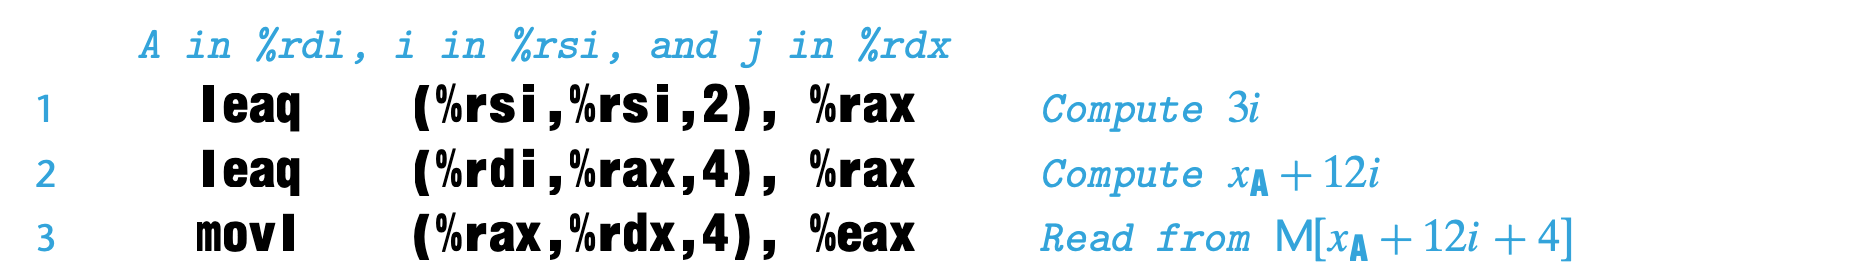 A in %rdi, i in %rsi, and j in %rdx
1 leaq (%rsi,%rsi,2), %rax Compute 3i
2 leaq (%rdi,%rax,4), %rax Compute xA + 12i
3 movl (%rax,%rdx,4), %eax Read from M[xA + 12i + 4]